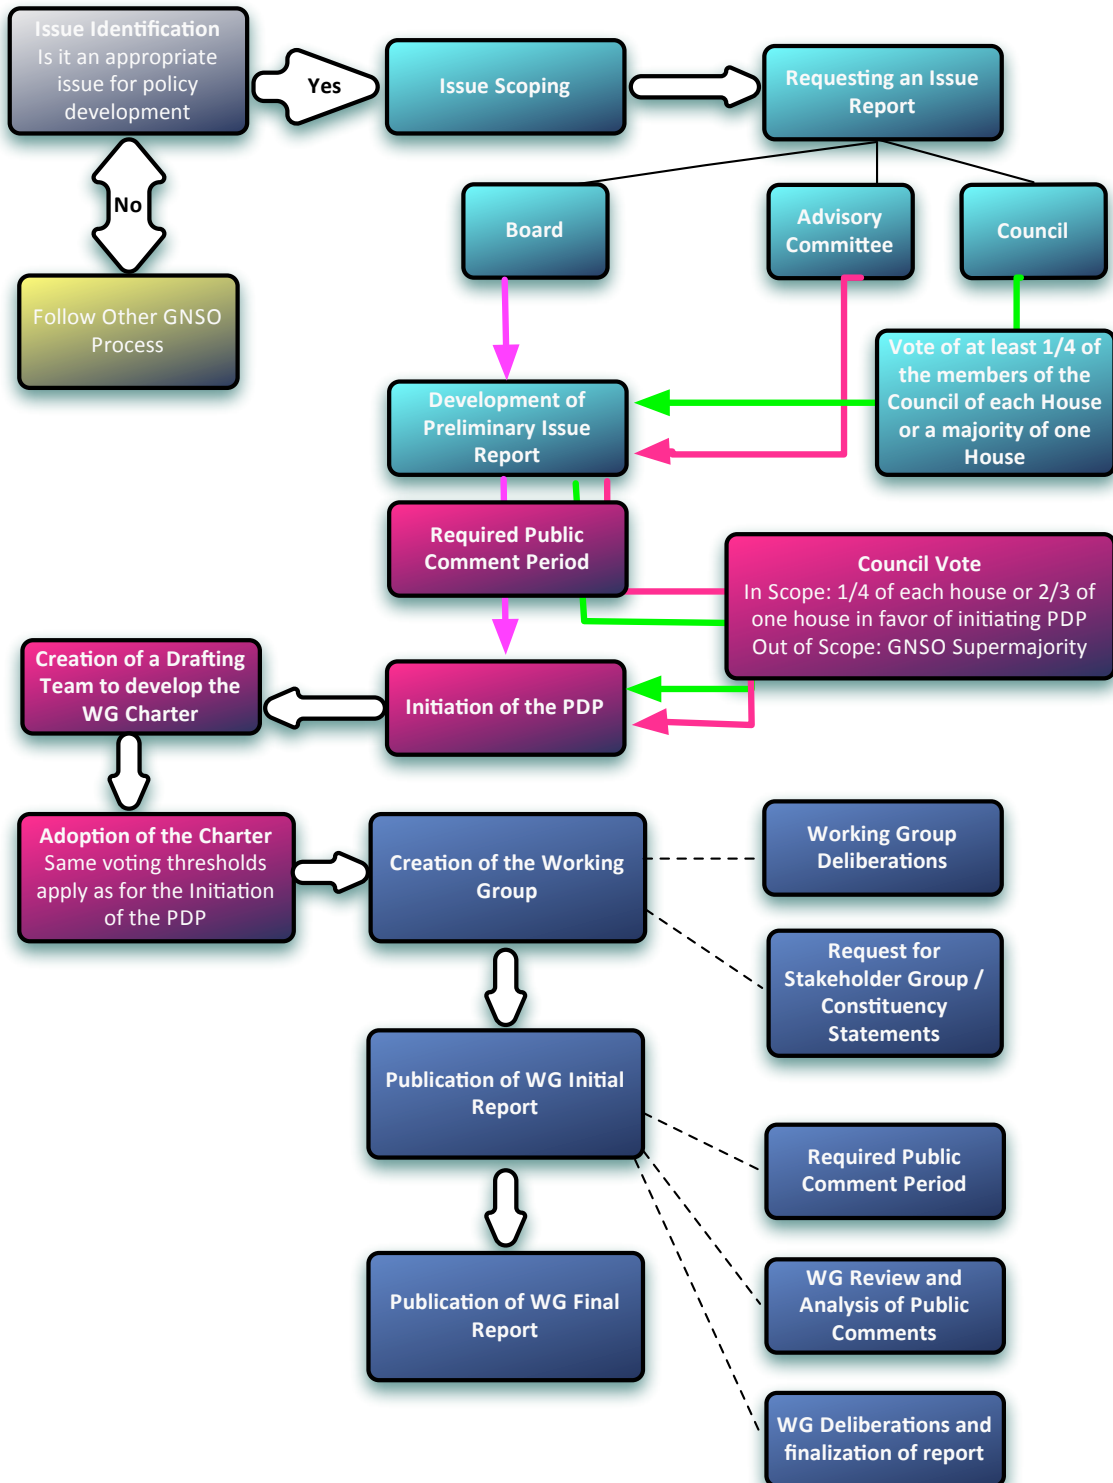 Issue Identification
Is it an appropriate
issue for policy
development
Yes
Issue Scoping
Requesting an Issue
Report
No
Follow Other GNSO
Process
Board
Advisory
Committee
Council
Vote of at least 1/4 of
the members of the
Council of each House
or a majority of one
House
Development of
Preliminary Issue
Report
Required Public
Comment Period
Council Vote
In Scope: 1/4 of each house or 2/3 of
one house in favor of initiating PDP
Out of Scope: GNSO Supermajority
Initiation of the PDP
Creation of a Drafting
Team to develop the
WG Charter
Adoption of the Charter
Same voting thresholds
apply as for the Initiation
of the PDP
Creation of the Working
Group
Working Group
Deliberations
Request for
Stakeholder Group /
Constituency
Statements
Publication of WG Initial
Report
Required Public
Comment Period
WG Review and
Analysis of Public
Comments
WG Deliberations and
finalization of report
Publication of WG Final
Report